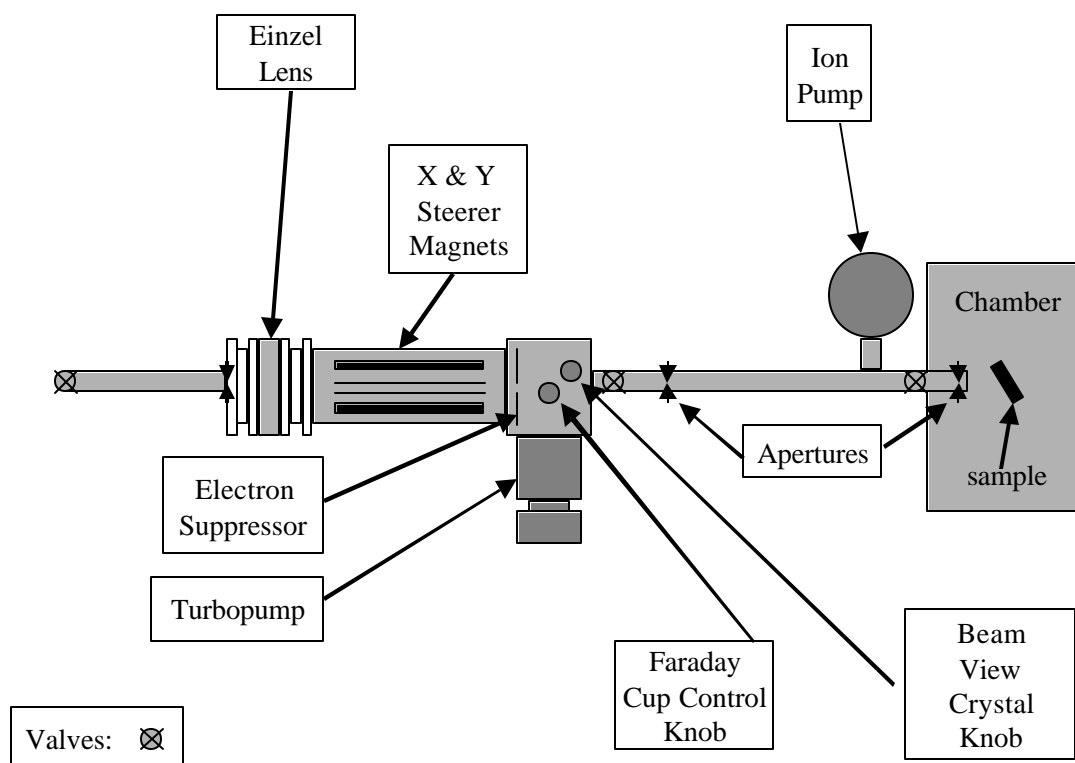 Einzel
Lens
Ion
Pump
X & Y
Steerer
Magnets
Chamber
Apertures
sample
Electron
Suppressor
Turbopump
Faraday
Cup Control
Knob
Beam
View
Crystal
Knob
Valves: